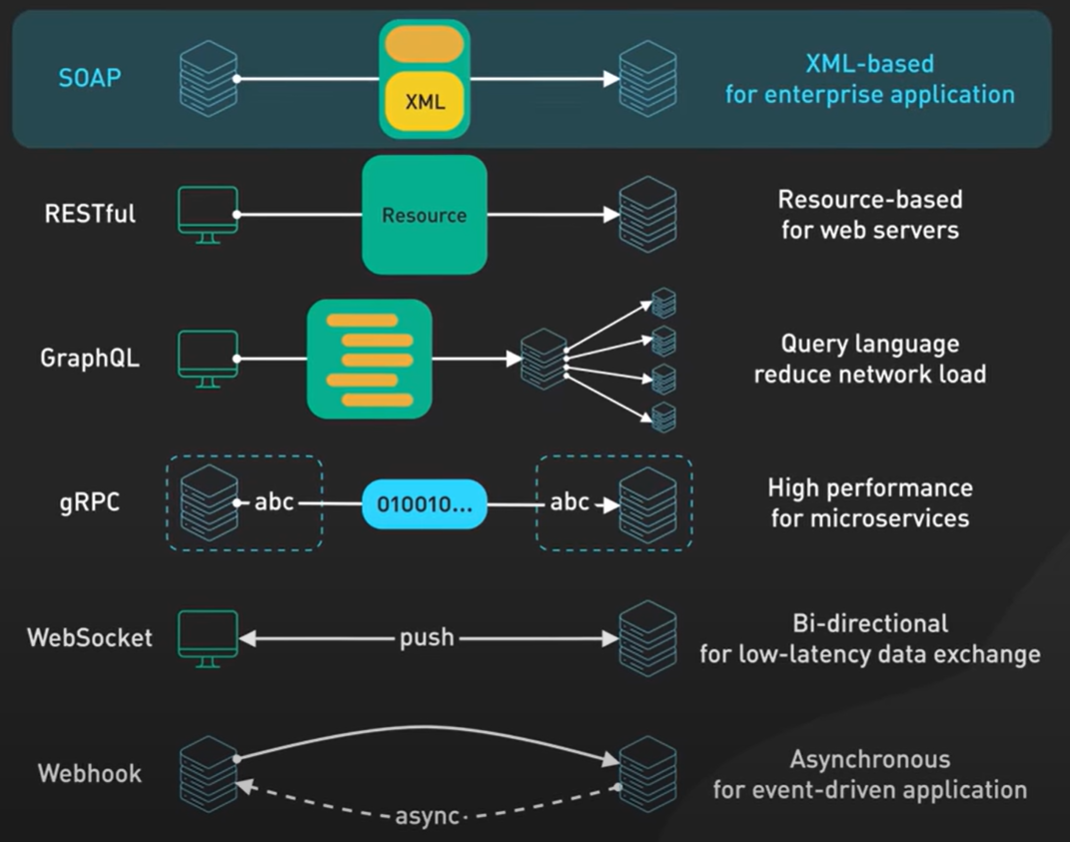 SOAP
XML
XML-based
for enterprise application
RESTful
Resource
Resource-based
for web servers
GraphQL
Query language
reduce network load
gRPC
abc
010010...
abc
High performance
for microservices
WebSocket
push
Bi-directional
for low-latency data exchange
Webhook
async
Asynchronous
for event-driven application